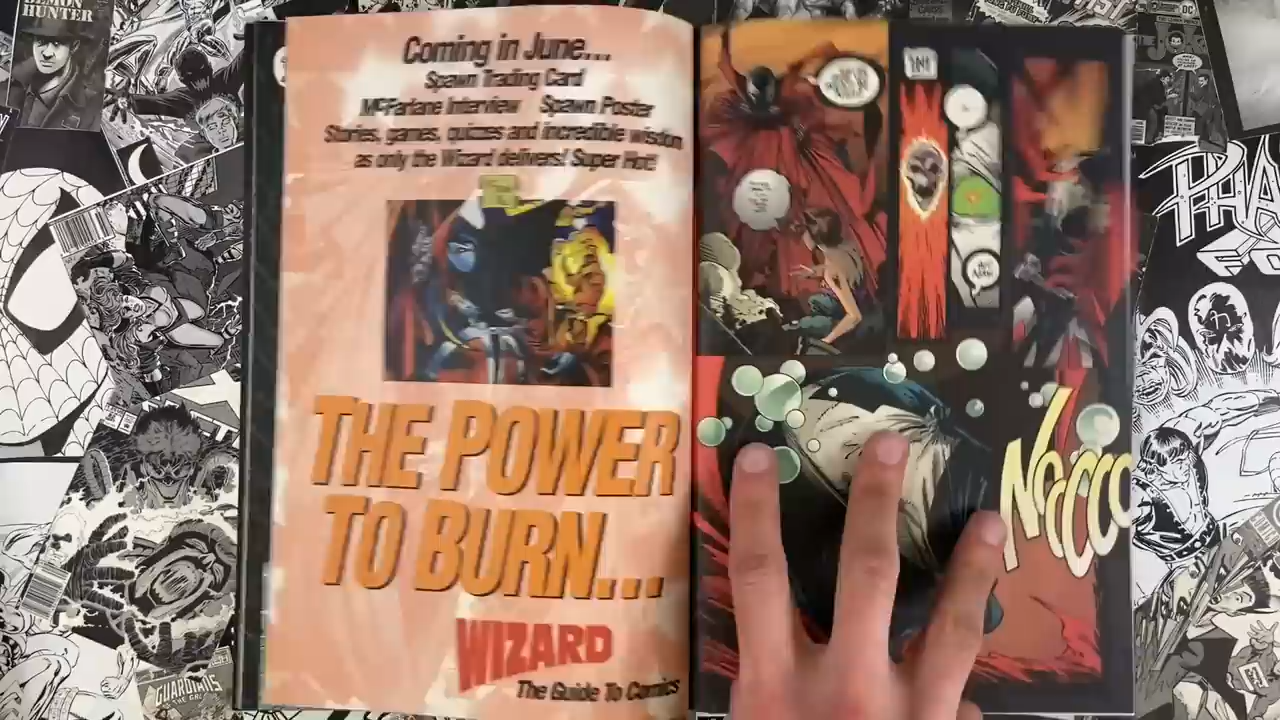 DEMON
HUNTER
Coming in June...
Spawn Trading Card
McFarlane Interview Spawn Poster
Stories, games, quizzes and incredible wisdom
as only the Wizard delivers! Super Hot!
THE POWER
TO BURN...
WIZARD
The Guide To Comics
GUARDIANS